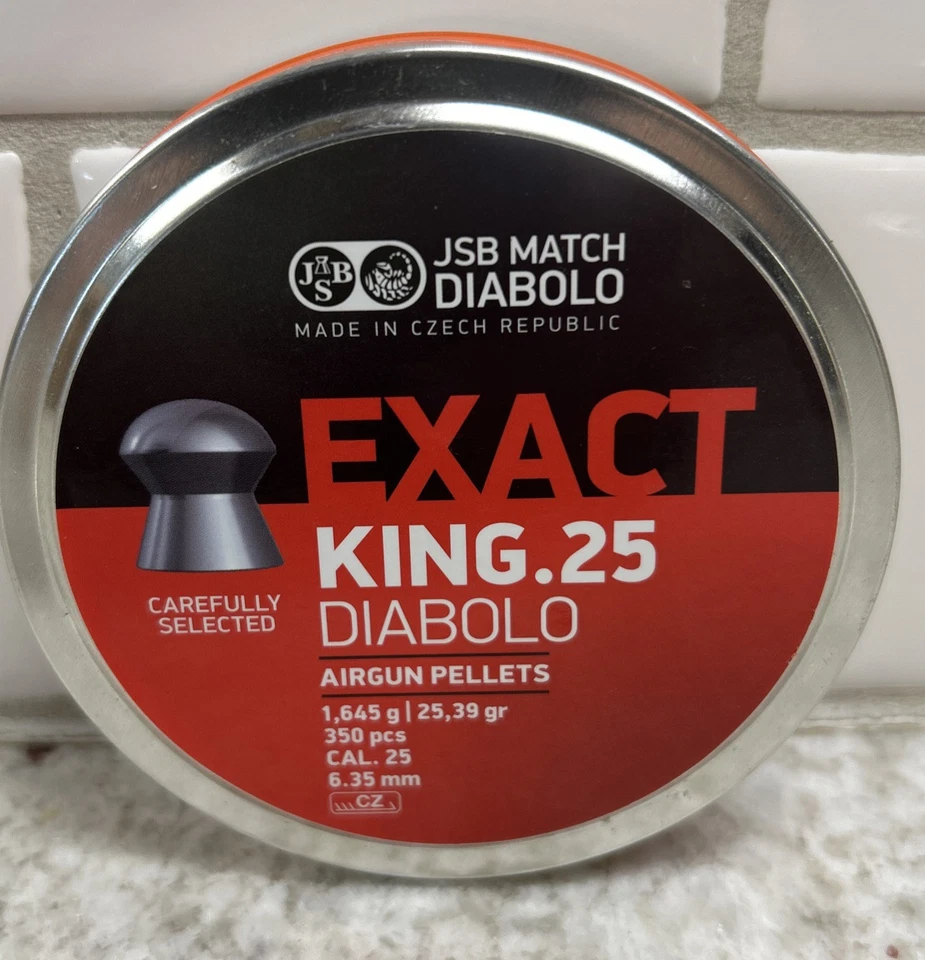 JSB
JSB MATCH
DIABOLO
MADE IN CZECH REPUBLIC
EXACT
KING.25
DIABOLO
CAREFULLY
SELECTED
AIRGUN PELLETS
1,645 g | 25,39 gr
350 pcs
CAL. 25
6.35 mm
CZ